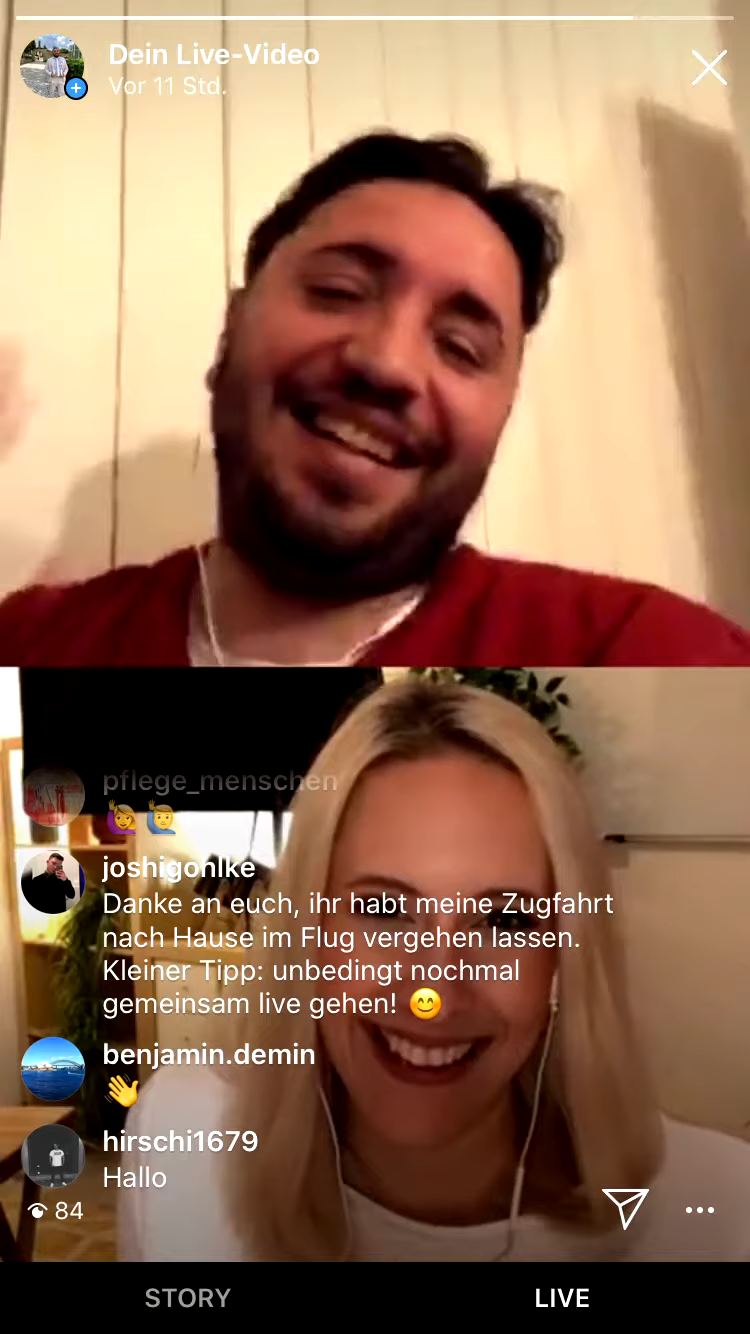 Dein Live-Video
Vor 11 Std.
pflege_menschen
🙋‍♀️ 🙋‍♂️
joshigohlke
Danke an euch, ihr habt meine Zugfahrt
nach Hause im Flug vergehen lassen.
Kleiner Tipp: unbedingt nochmal
gemeinsam live gehen! 😊
benjamin.demin
👋
hirschi1679
Hallo
84
STORY
LIVE